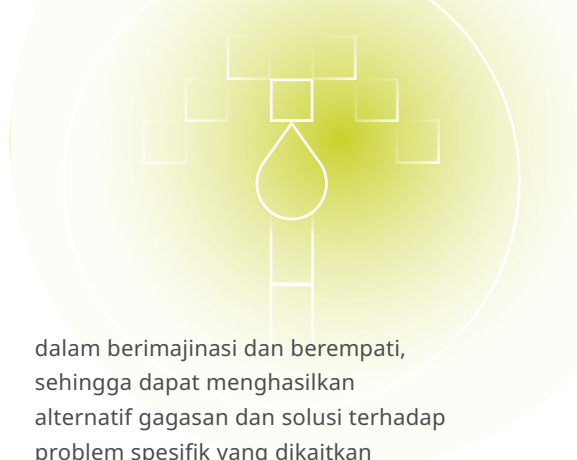 dalam berimajinasi dan berempati,
sehingga dapat menghasilkan
alternatif gagasan dan solusi terhadap
problem spesifik yang dikaitkan